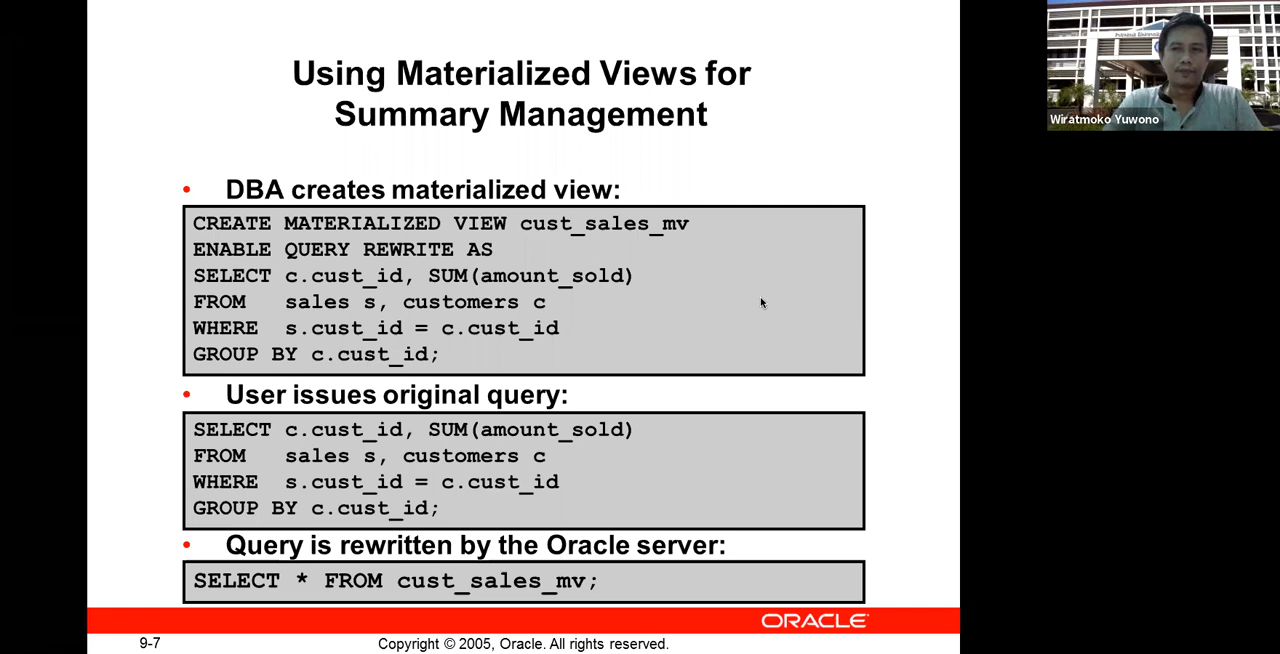 Using Materialized Views for
Summary Management
• DBA creates materialized view:
CREATE MATERIALIZED VIEW cust_sales_mv
ENABLE QUERY REWRITE AS
SELECT c.cust_id, SUM(amount_sold)
FROM   sales s, customers c
WHERE  s.cust_id = c.cust_id
GROUP BY c.cust_id;
• User issues original query:
SELECT c.cust_id, SUM(amount_sold)
FROM   sales s, customers c
WHERE  s.cust_id = c.cust_id
GROUP BY c.cust_id;
• Query is rewritten by the Oracle server:
SELECT * FROM cust_sales_mv;
ORACLE
9-7
Copyright © 2005, Oracle. All rights reserved.
Wiratmoko Yuwono